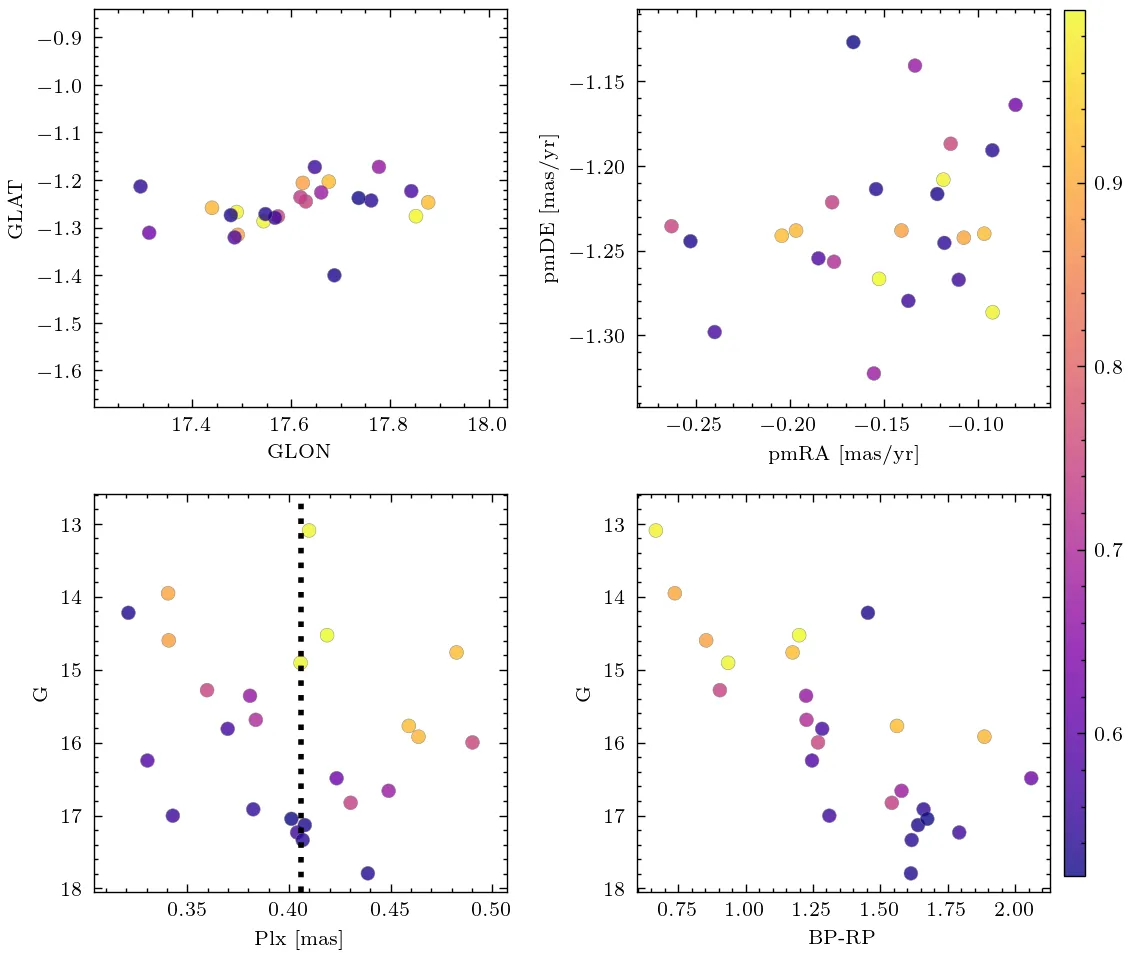 −0.9
−1.0
−1.1
−1.2
−1.3
−1.4
−1.5
−1.6
GLAT
17.4 17.6 17.8 18.0
GLON
−1.15
−1.20
−1.25
−1.30
pmDE [mas/yr]
−0.25 −0.20 −0.15 −0.10
pmRA [mas/yr]
0.9
0.8
0.7
0.6
13
14
15
16
17
18
G
0.35 0.40 0.45 0.50
Plx [mas]
13
14
15
16
17
18
G
0.75 1.00 1.25 1.50 1.75 2.00
BP-RP